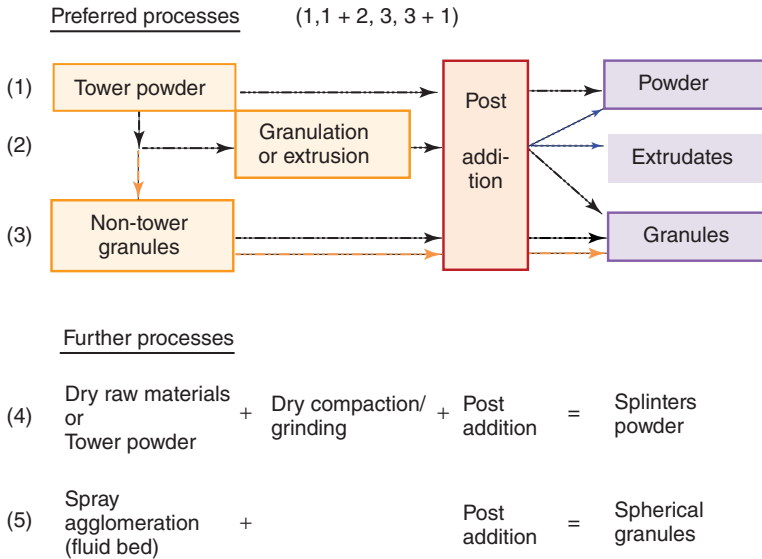 Preferred processes (1,1 + 2, 3, 3 + 1)
(1) Tower powder
Post
addi-
tion
Powder
(2) Granulation
or extrusion
Extrudates
(3) Non-tower
granules
Granules
Further processes
(4) Dry raw materials
or
Tower powder
+ Dry compaction/
grinding
+ Post
addition
= Splinters
powder
(5) Spray
agglomeration
(fluid bed)
+ Post
addition
= Spherical
granules